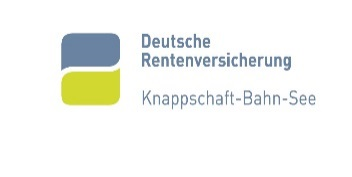 Deutsche
Rentenversicherung
Knappschaft-Bahn-See